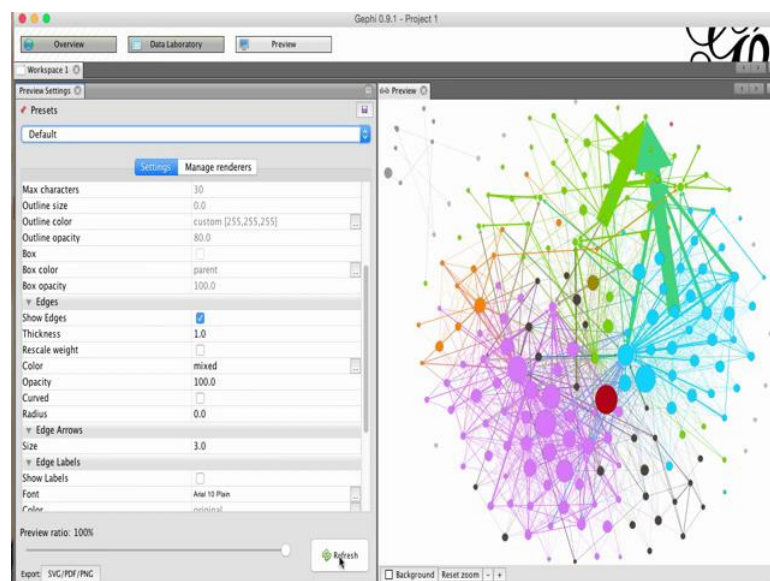 Gephi 0.9.1 - Project 1
Overview Data Laboratory Preview
Workspace 1
Preview Settings
Preview
Presets
Default
Settings Manage renderers
Max characters 30
Outline size 0.0
Outline color custom [255,255,255] ...
Outline opacity 80.0
Box
Box color parent ...
Box opacity 100.0
Edges
Show Edges
Thickness 1.0
Rescale weight
Color mixed ...
Opacity 100.0
Curved
Radius 0.0
Edge Arrows
Size 3.0
Edge Labels
Show Labels
Font Arial 10 Plain ...
Color original
Preview ratio: 100%
Refresh
Export: SVG/PDF/PNG
Background Reset zoom - +